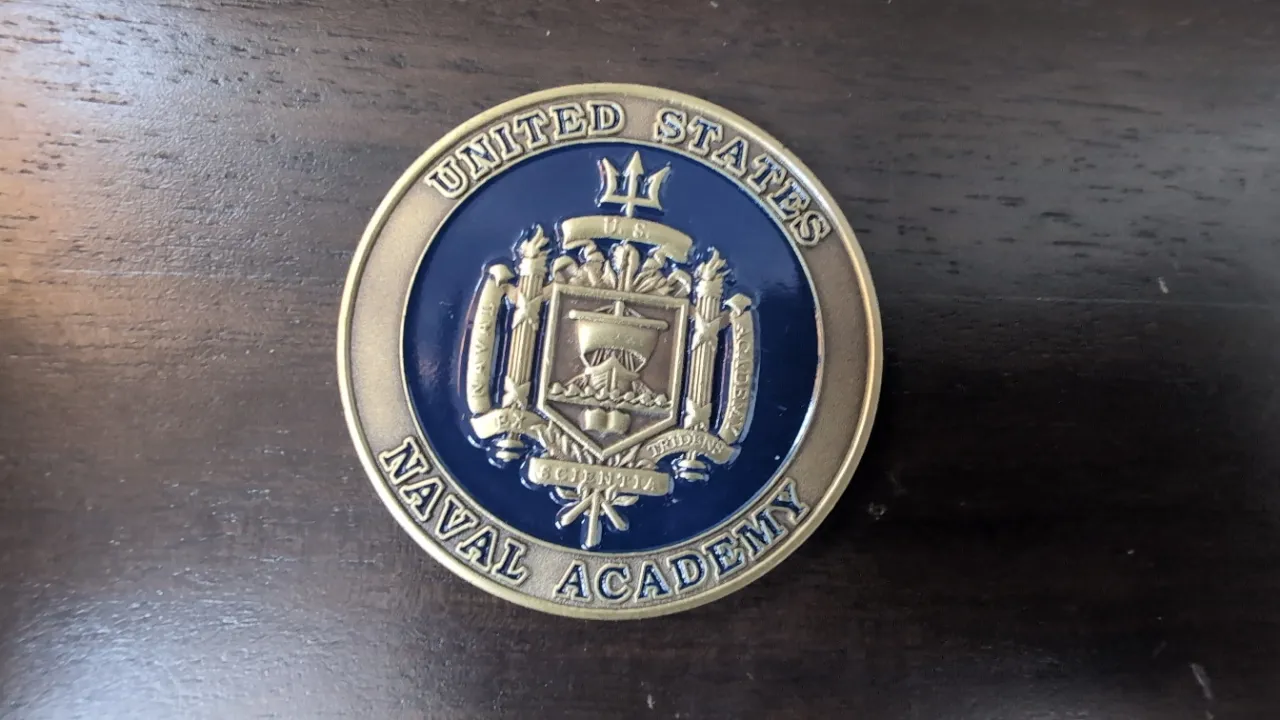 UNITED STATES
U.S.
NAVAL
ACADEMY
EX
TRIDENS
SCIENTIA
NAVAL ACADEMY